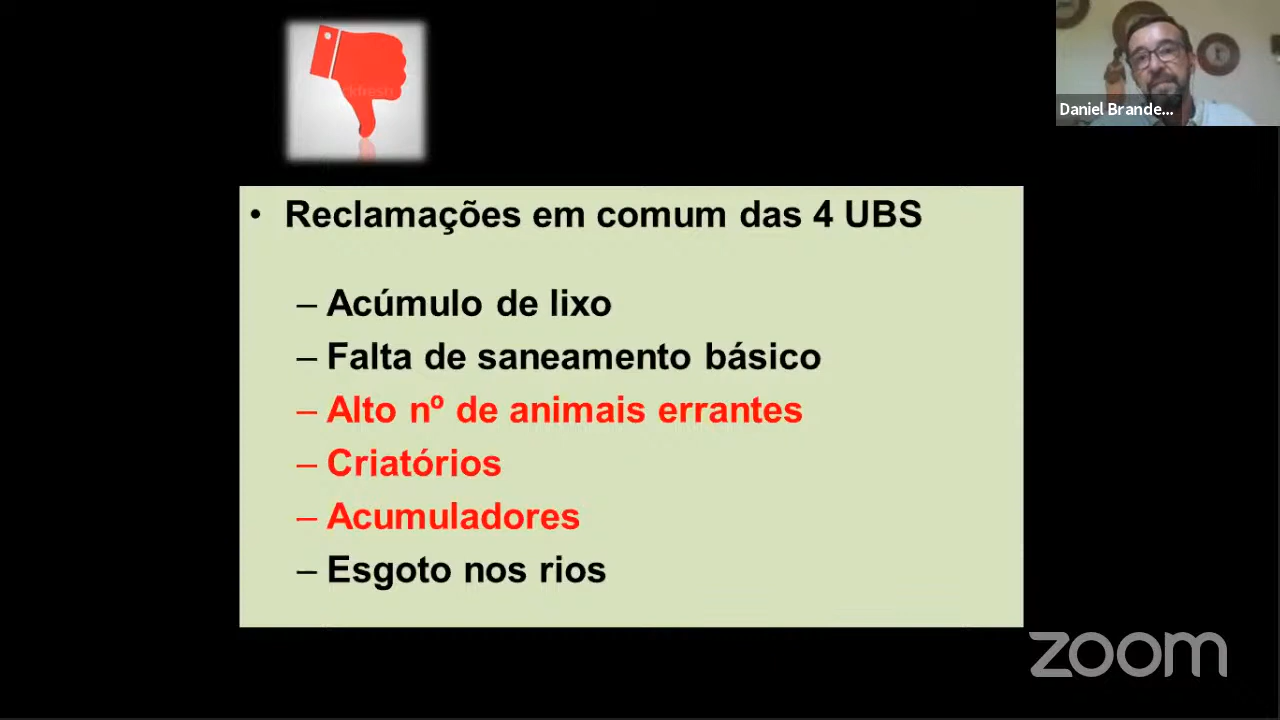 Daniel Brande...
• Reclamações em comum das 4 UBS
– Acúmulo de lixo
– Falta de saneamento básico
– Alto nº de animais errantes
– Criatórios
– Acumuladores
– Esgoto nos rios
zoom